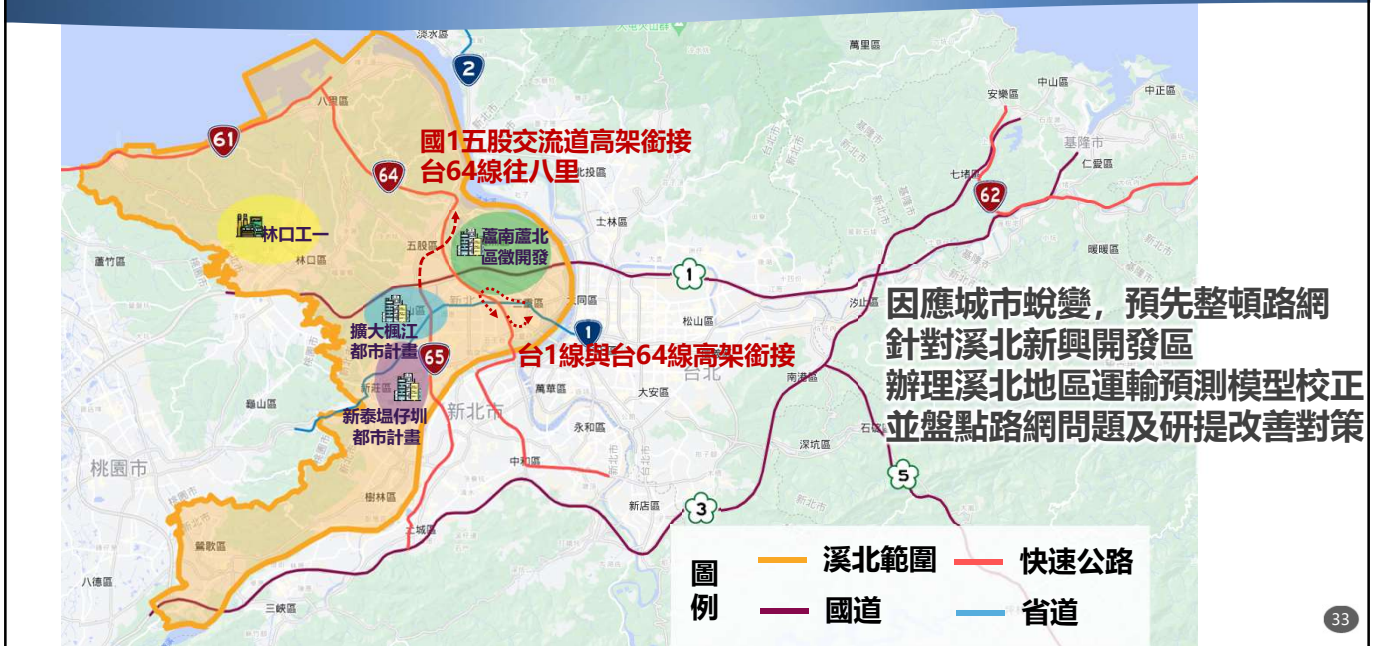 淡水區
萬里區
2
中山區
安樂區
中正區
八里區
61
國1五股交流道高架銜接
台64線往八里
北投區
64
基隆市
仁愛區
七堵區
62
林口工一
士林區
蘆南蘆北
區徵開發
五股區
蘆竹區
林口區
暖暖區
1
汐止區
因應城市蛻變，預先整頓路網
針對溪北新興開發區
辦理溪北地區運輸預測模型校正
並盤點路網問題及研提改善對策
三重區
大同區
松山區
1
擴大楓江
都市計畫
65
台1線與台64線高架銜接
台北
南港區
新莊區
萬華區
大安區
龜山區
新泰塭仔圳
都市計畫
新北市
永和區
深坑區
桃園市
中和區
5
樹林區
新店區
3
土城區
鶯歌區
八德區
三峽區
圖
例
溪北範圍
快速公路
國道
省道
33